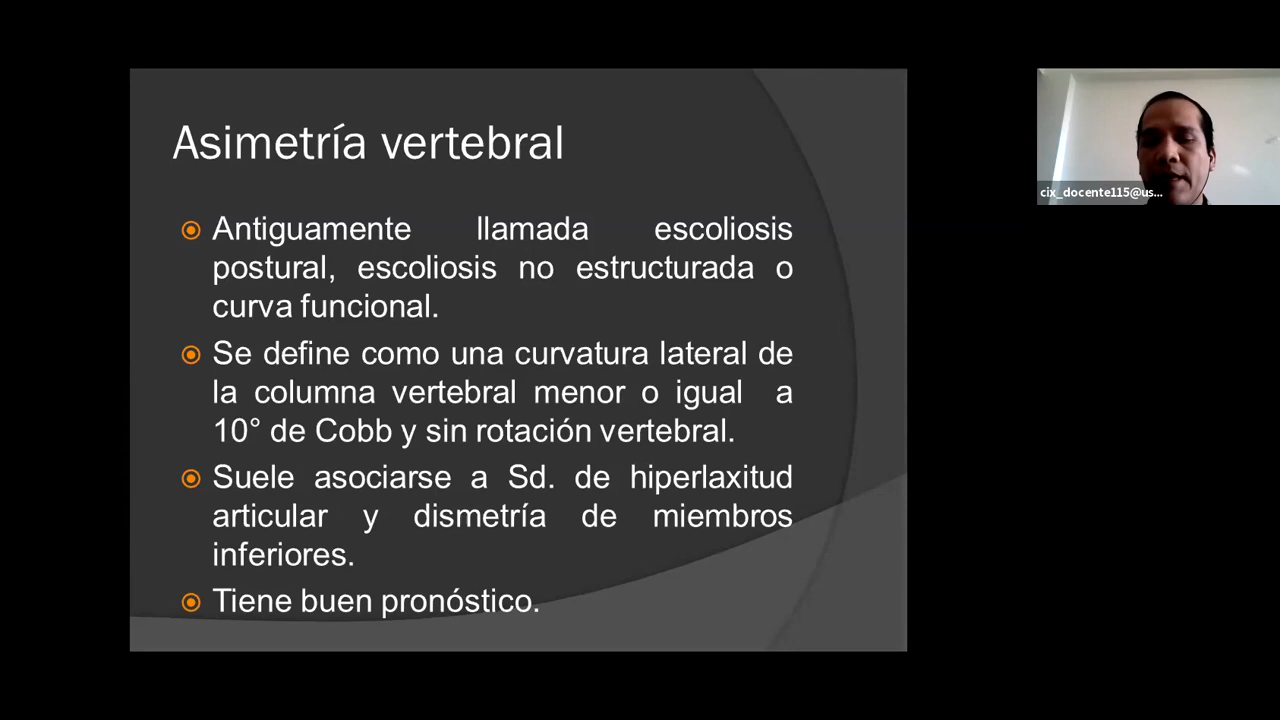 Asimetría vertebral
Antiguamente llamada escoliosis
postural, escoliosis no estructurada o
curva funcional.
Se define como una curvatura lateral de
la columna vertebral menor o igual a
10° de Cobb y sin rotación vertebral.
Suele asociarse a Sd. de hiperlaxitud
articular y dismetría de miembros
inferiores.
Tiene buen pronóstico.
cix_docente115@us...